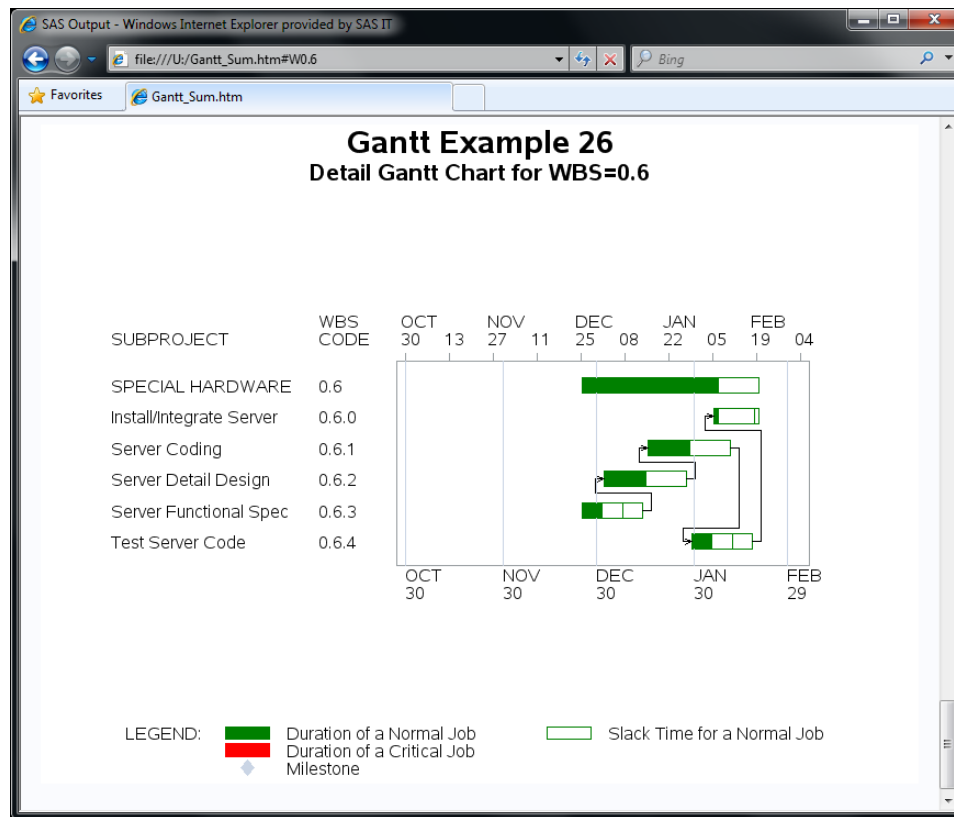 SAS Output - Windows Internet Explorer provided by SAS IT
file:///U:/Gantt_Sum.htm#W0.6
Bing
Favorites
Gantt_Sum.htm
Gantt Example 26
Detail Gantt Chart for WBS=0.6
WBS OCT NOV DEC JAN FEB
SUBPROJECT CODE 30 13 27 11 25 08 22 05 19 04
SPECIAL HARDWARE 0.6
Install/Integrate Server 0.6.0
Server Coding 0.6.1
Server Detail Design 0.6.2
Server Functional Spec 0.6.3
Test Server Code 0.6.4
OCT NOV DEC JAN FEB
30 30 30 30 29
LEGEND: Duration of a Normal Job Slack Time for a Normal Job
Duration of a Critical Job
Milestone